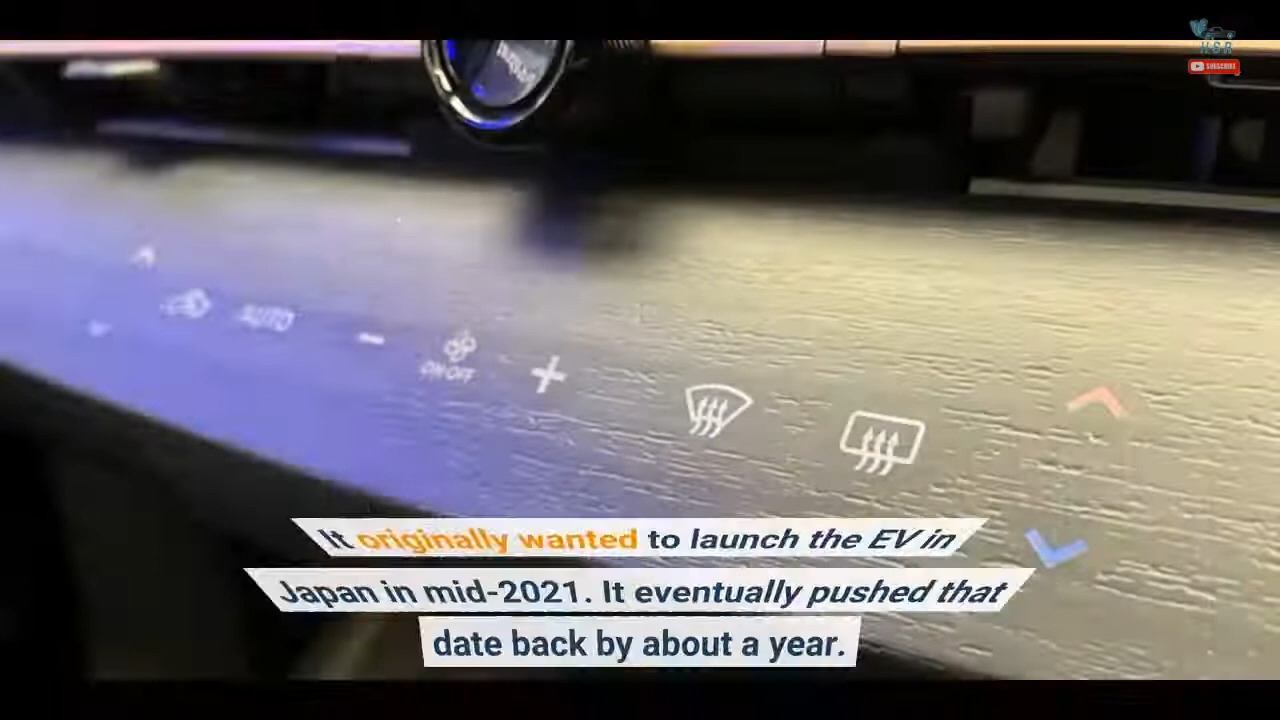 HGR
SUBSCRIBE
AUTO
ON OFF
It originally wanted to launch the EV in
Japan in mid-2021. It eventually pushed that
date back by about a year.